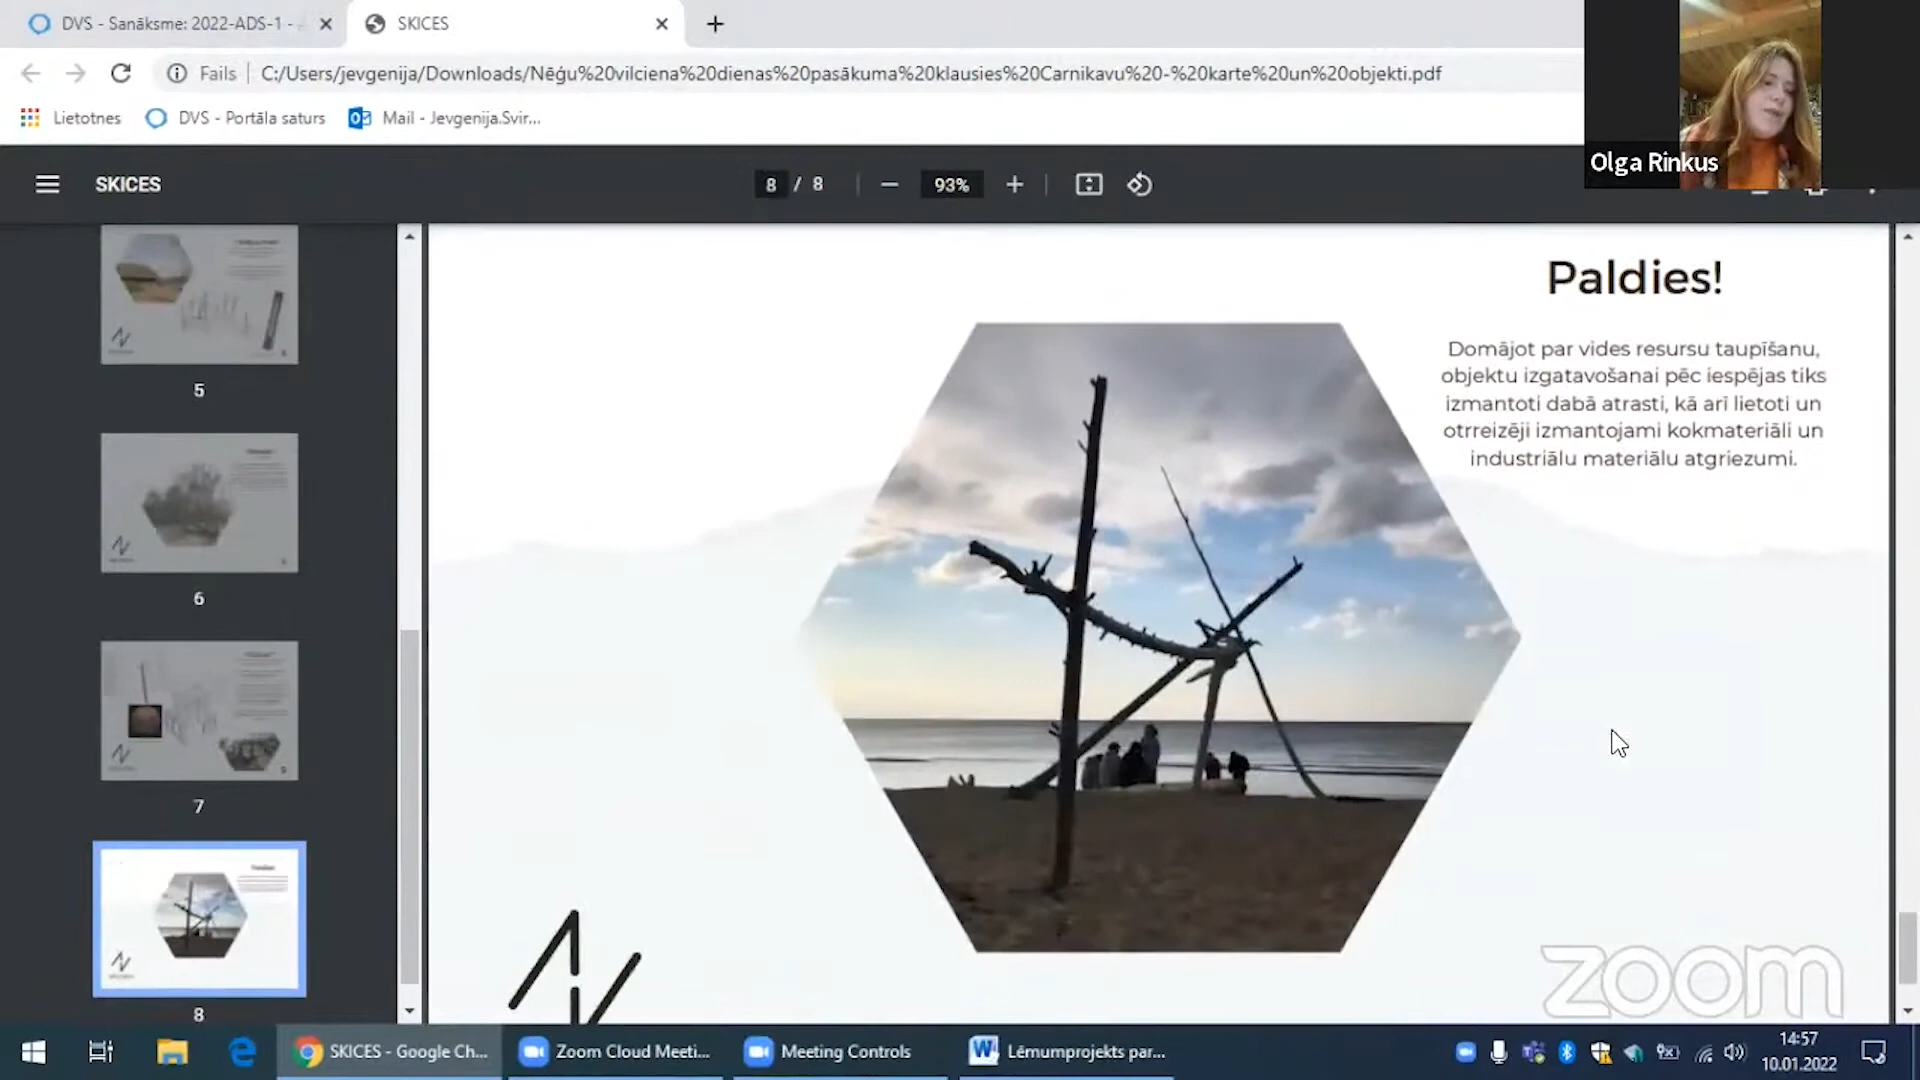 DVS - Sanāksme: 2022-ADS-1 -
SKICES
Fails
C:/Users/jevgenija/Downloads/Nēģu%20vilciena%20dienas%20pasākuma%20klausies%20Carnikavu%20-%20karte%20un%20objekti.pdf
Lietotnes
DVS - Portāla saturs
Mail - Jevgenija.Svir...
Olga Rinkus
SKICES
8 / 8
93%
5
6
7
8
Paldies!
Domājot par vides resursu taupīšanu,
objektu izgatavošanai pēc iespējas tiks
izmantoti dabā atrasti, kā arī lietoti un
otrreizēji izmantojami kokmateriāli un
industriālu materiālu atgriezumi.
zoom
SKICES - Google Ch...
Zoom Cloud Meeti...
Meeting Controls
Lēmumprojekts par...
14:57
10.01.2022